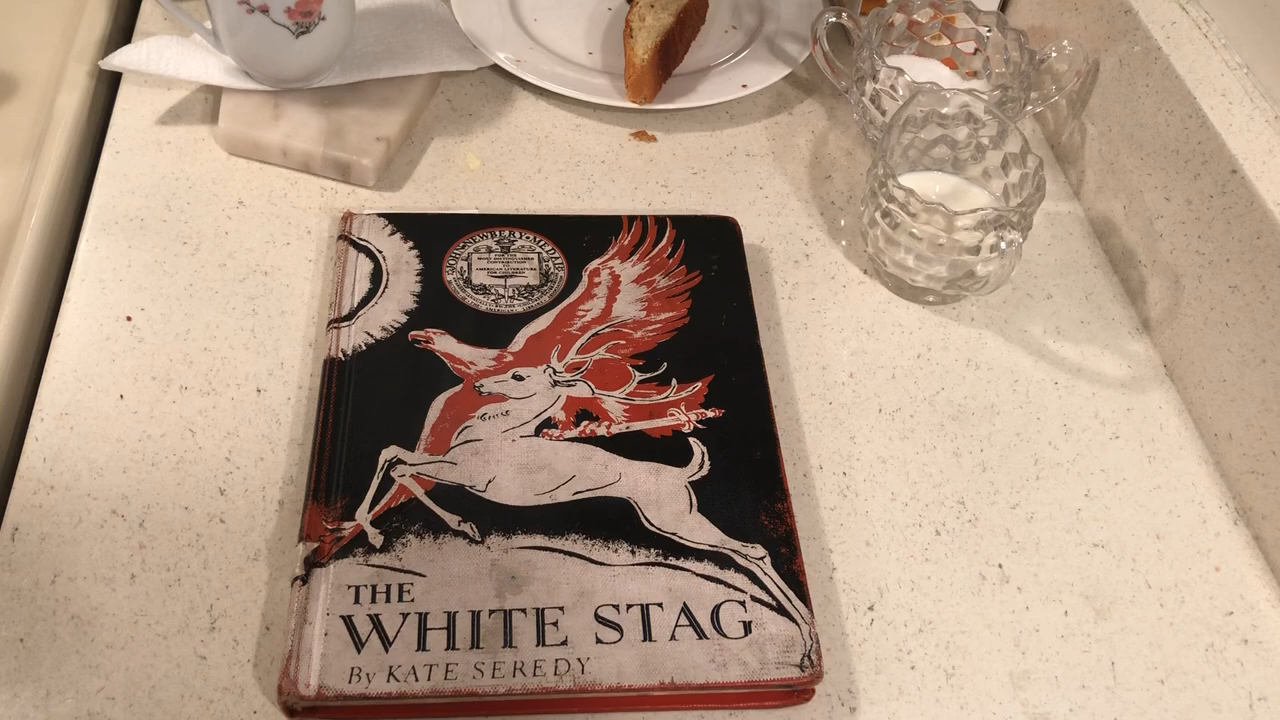 JOHN·NEWBERY·MEDAL
FOR THE
MOST DISTINGUISHED
CONTRIBUTION
TO
AMERICAN LITERATURE
FOR CHILDREN
THE
WHITE STAG
By KATE SEREDY